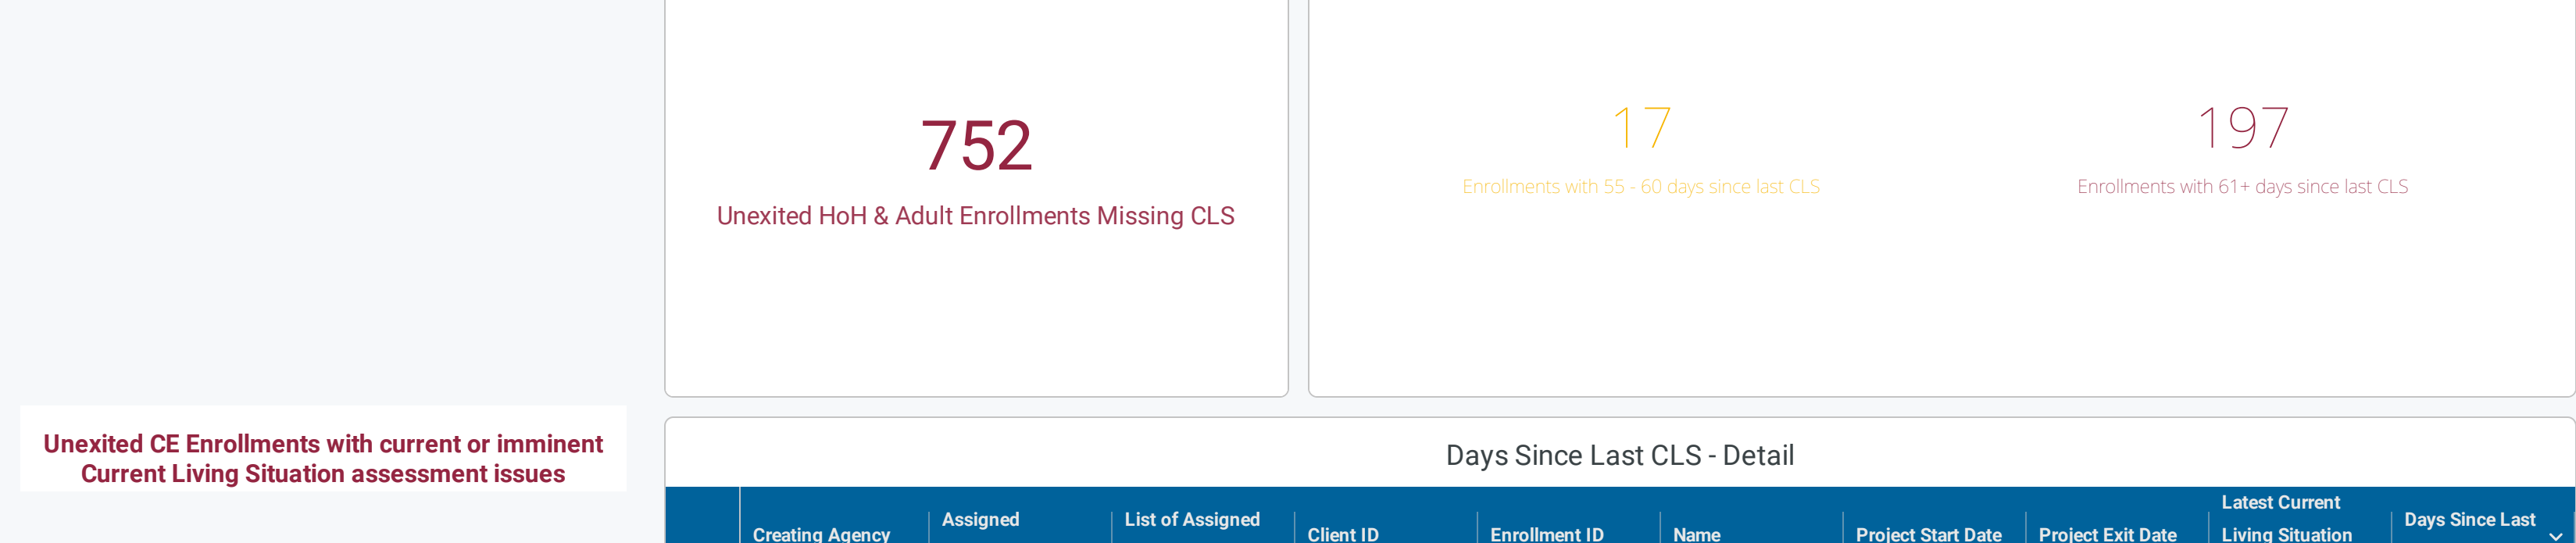 752
Unexited HoH & Adult Enrollments Missing CLS
17
Enrollments with 55 - 60 days since last CLS
197
Enrollments with 61+ days since last CLS
Unexited CE Enrollments with current or imminent
Current Living Situation assessment issues
Days Since Last CLS - Detail
Creating Agency
Assigned
List of Assigned
Client ID
Enrollment ID
Name
Project Start Date
Project Exit Date
Latest Current
Living Situation
Days Since Last